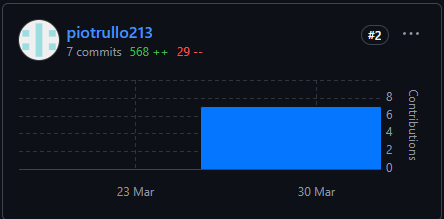 piotrullo213
#2
7 commits 568 ++ 29 --
8
6
4
2
0
Contributions
23 Mar 30 Mar